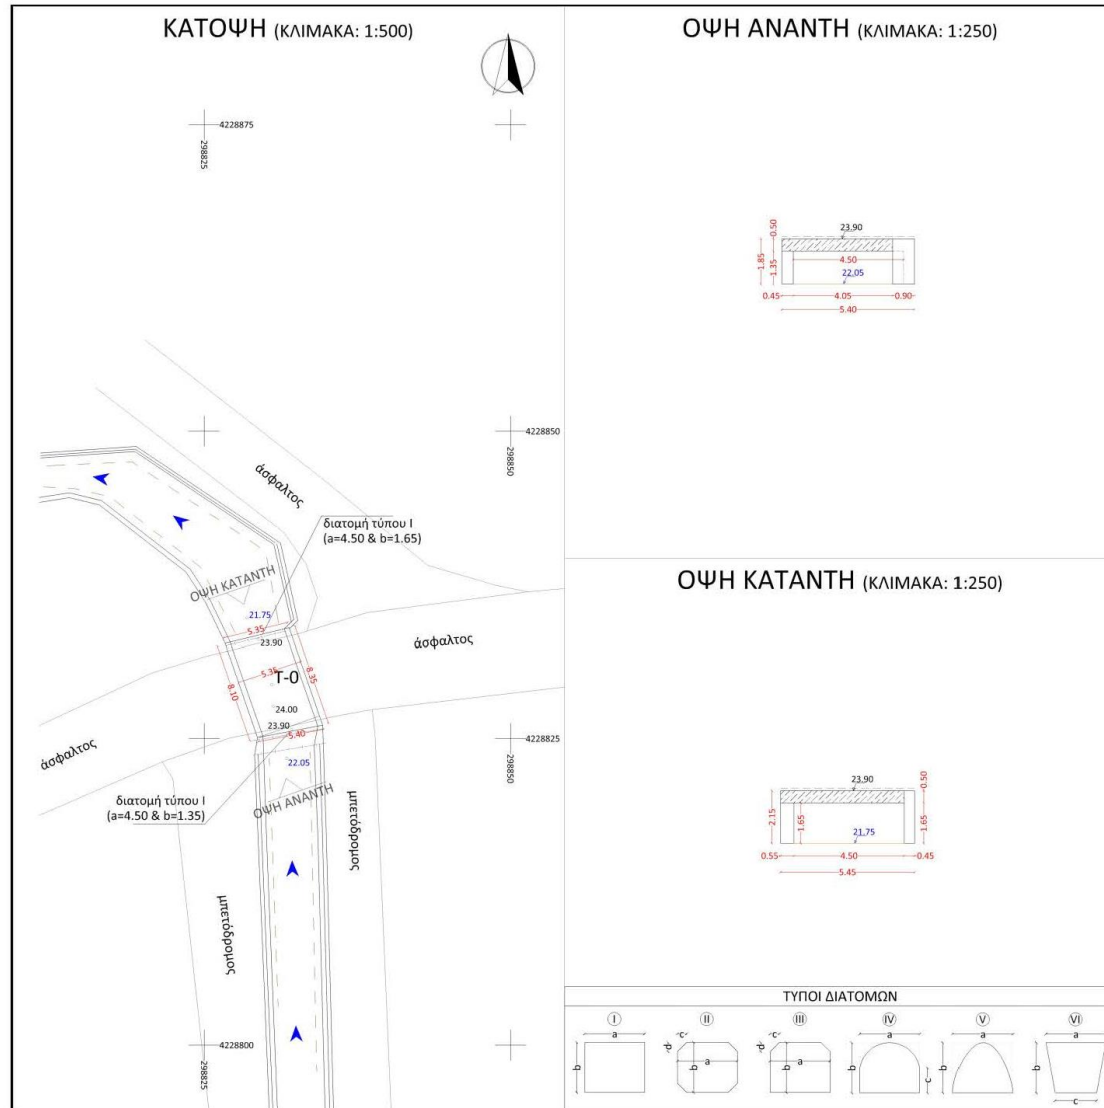 ΚΑΤΟΨΗ (ΚΛΙΜΑΚΑ: 1:500)
4228875
298825
4228850
298850
άσφαλτος
διατομή τύπου Ι
(a=4.50 & b=1.65)
ΟΨΗ ΚΑΤΑΝΤΗ
21.75
5.35
23.90
άσφαλτος
5.35
T-0
8.10
8.35
24.00
23.90
5.40
4228825
298850
άσφαλτος
22.05
διατομή τύπου Ι
(a=4.50 & b=1.35)
ΟΨΗ ΑΝΑΝΤΗ
μπετόδρομος
μπετόδρομος
4228800
298825
ΟΨΗ ΑΝΑΝΤΗ (ΚΛΙΜΑΚΑ: 1:250)
23,90
0.50
1.85
1.35
4.50
22,05
0.45
4.05
0.90
5.40
ΟΨΗ ΚΑΤΑΝΤΗ (ΚΛΙΜΑΚΑ: 1:250)
23,90
0.50
2.15
1.65
1.65
21,75
0.55
4.50
0.45
5.45
ΤΥΠΟΙ ΔΙΑΤΟΜΩΝ
I
II
III
IV
V
VI
a
b
c
d
a
b
c
d
a
b
a
b
c
a
b
a
b
c